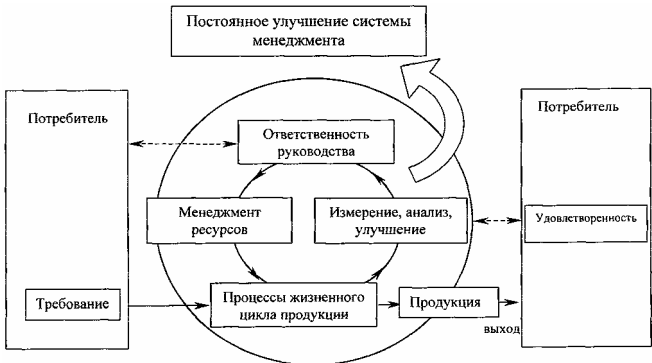 Постоянное улучшение системы
менеджмента
Потребитель
Потребитель
Ответственность
руководства
Менеджмент
ресурсов
Измерение, анализ,
улучшение
Удовлетворенность
Требование
Процессы жизненного
цикла продукции
Продукция
выход